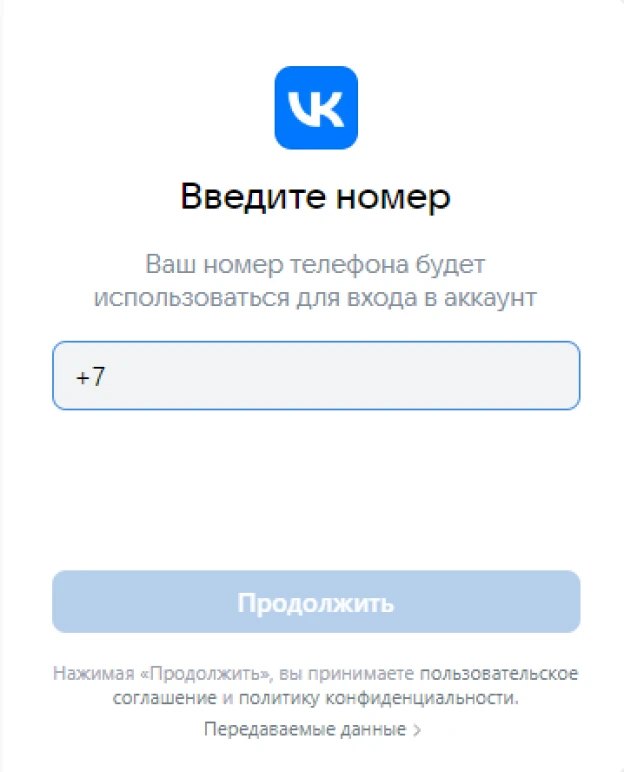 VK
Введите номер
Ваш номер телефона будет
использоваться для входа в аккаунт
+7
Продолжить
Нажимая «Продолжить», вы принимаете пользовательское
соглашение и политику конфиденциальности.
Передаваемые данные >